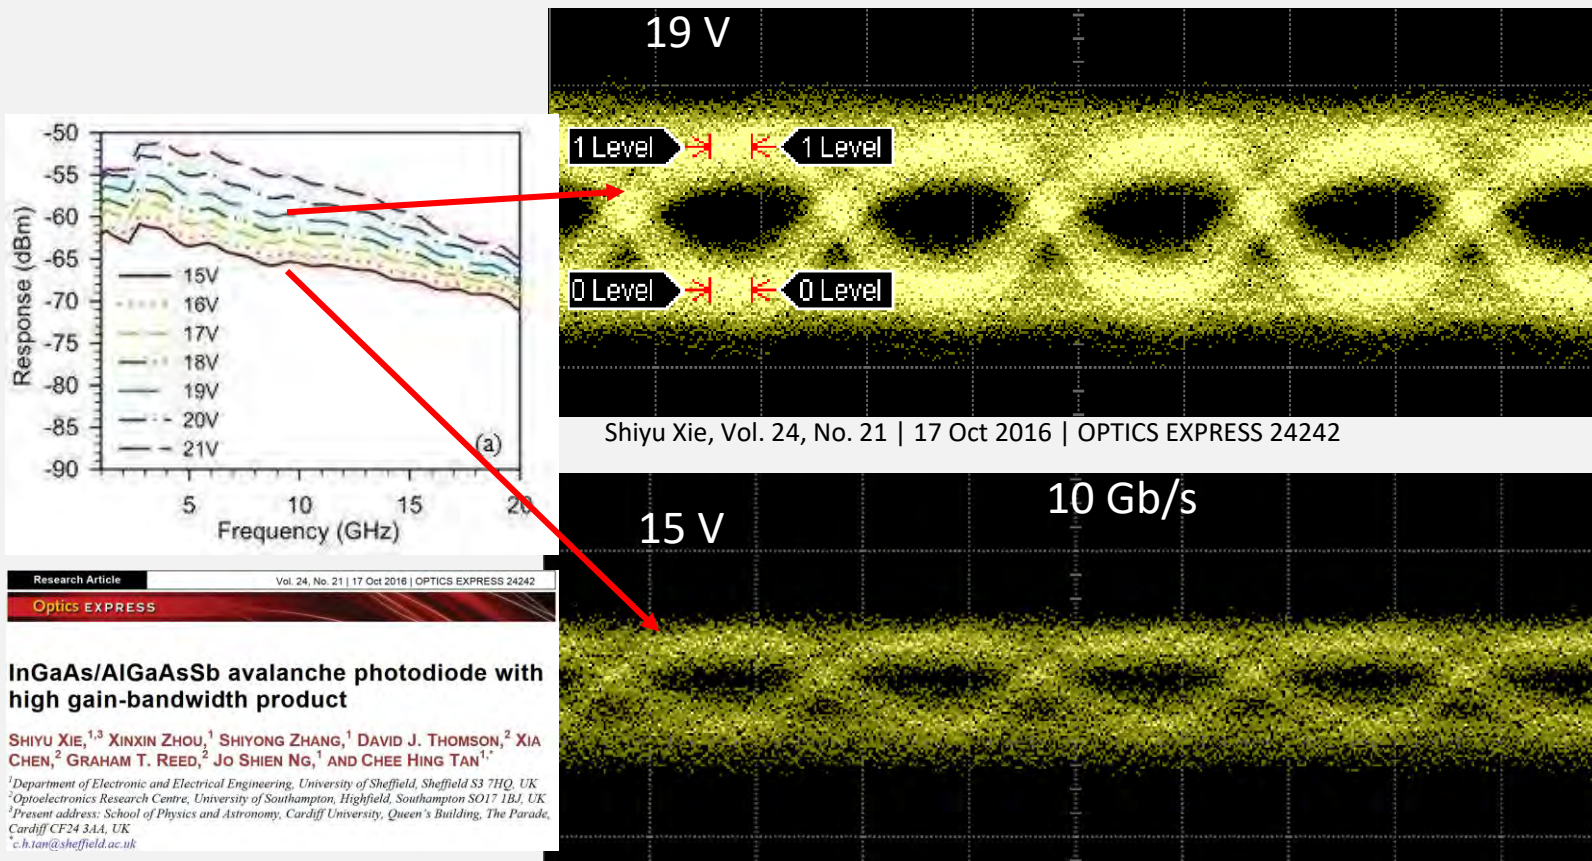 19 V
1 Level
1 Level
0 Level
0 Level
-50
-55
-60
-65
-70
-75
-80
-85
-90
Response (dBm)
15V
16V
17V
18V
19V
20V
21V
(a)
5
10
15
20
Frequency (GHz)
Shiyu Xie, Vol. 24, No. 21 | 17 Oct 2016 | OPTICS EXPRESS 24242
10 Gb/s
15 V
Research Article
Vol. 24, No. 21 | 17 Oct 2016 | OPTICS EXPRESS 24242
Optics EXPRESS
InGaAs/AlGaAsSb avalanche photodiode with
high gain-bandwidth product
SHIYU XIE,1,3 XINXIN ZHOU,1 SHIYONG ZHANG,1 DAVID J. THOMSON,2 XIA
CHEN,2 GRAHAM T. REED,2 JO SHIEN NG,1 AND CHEE HING TAN1,*
1Department of Electronic and Electrical Engineering, University of Sheffield, Sheffield S3 7HQ, UK
2Optoelectronics Research Centre, University of Southampton, Highfield, Southampton SO17 1BJ, UK
3Present address: School of Physics and Astronomy, Cardiff University, Queen's Building, The Parade,
Cardiff CF24 3AA, UK
*c.h.tan@sheffield.ac.uk